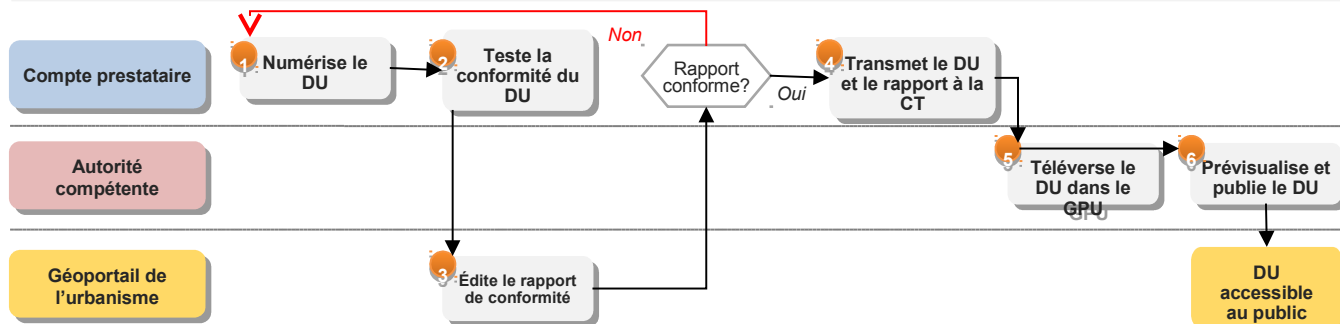 Compte prestataire
1
Numérise le
DU
2
Teste la
conformité du
DU
Non
Rapport
conforme?
Oui
4
Transmet le DU
et le rapport à la
CT
Autorité
compétente
5
Téléverse le
DU dans le
GPU
6
Prévisualise et
publie le DU
Géoportail de
l’urbanisme
3
Édite le rapport
de conformité
DU
accessible
au public